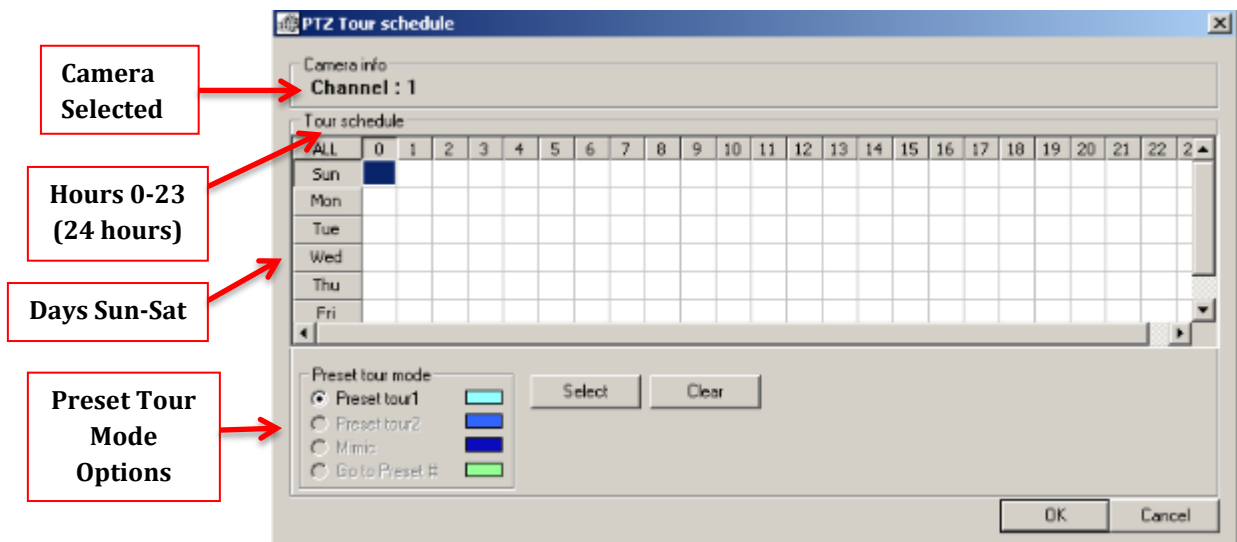 PTZ Tour schedule
Camera info
Channel : 1
Camera
Selected
Tour schedule
ALL 0 1 2 3 4 5 6 7 8 9 10 11 12 13 14 15 16 17 18 19 20 21 22 2
Sun
Mon
Tue
Wed
Thu
Fri
Hours 0-23
(24 hours)
Days Sun-Sat
Preset tour mode
Preset tour1
Preset tour2
Mimic
Go to Preset #
Select Clear
Preset Tour
Mode
Options
OK Cancel